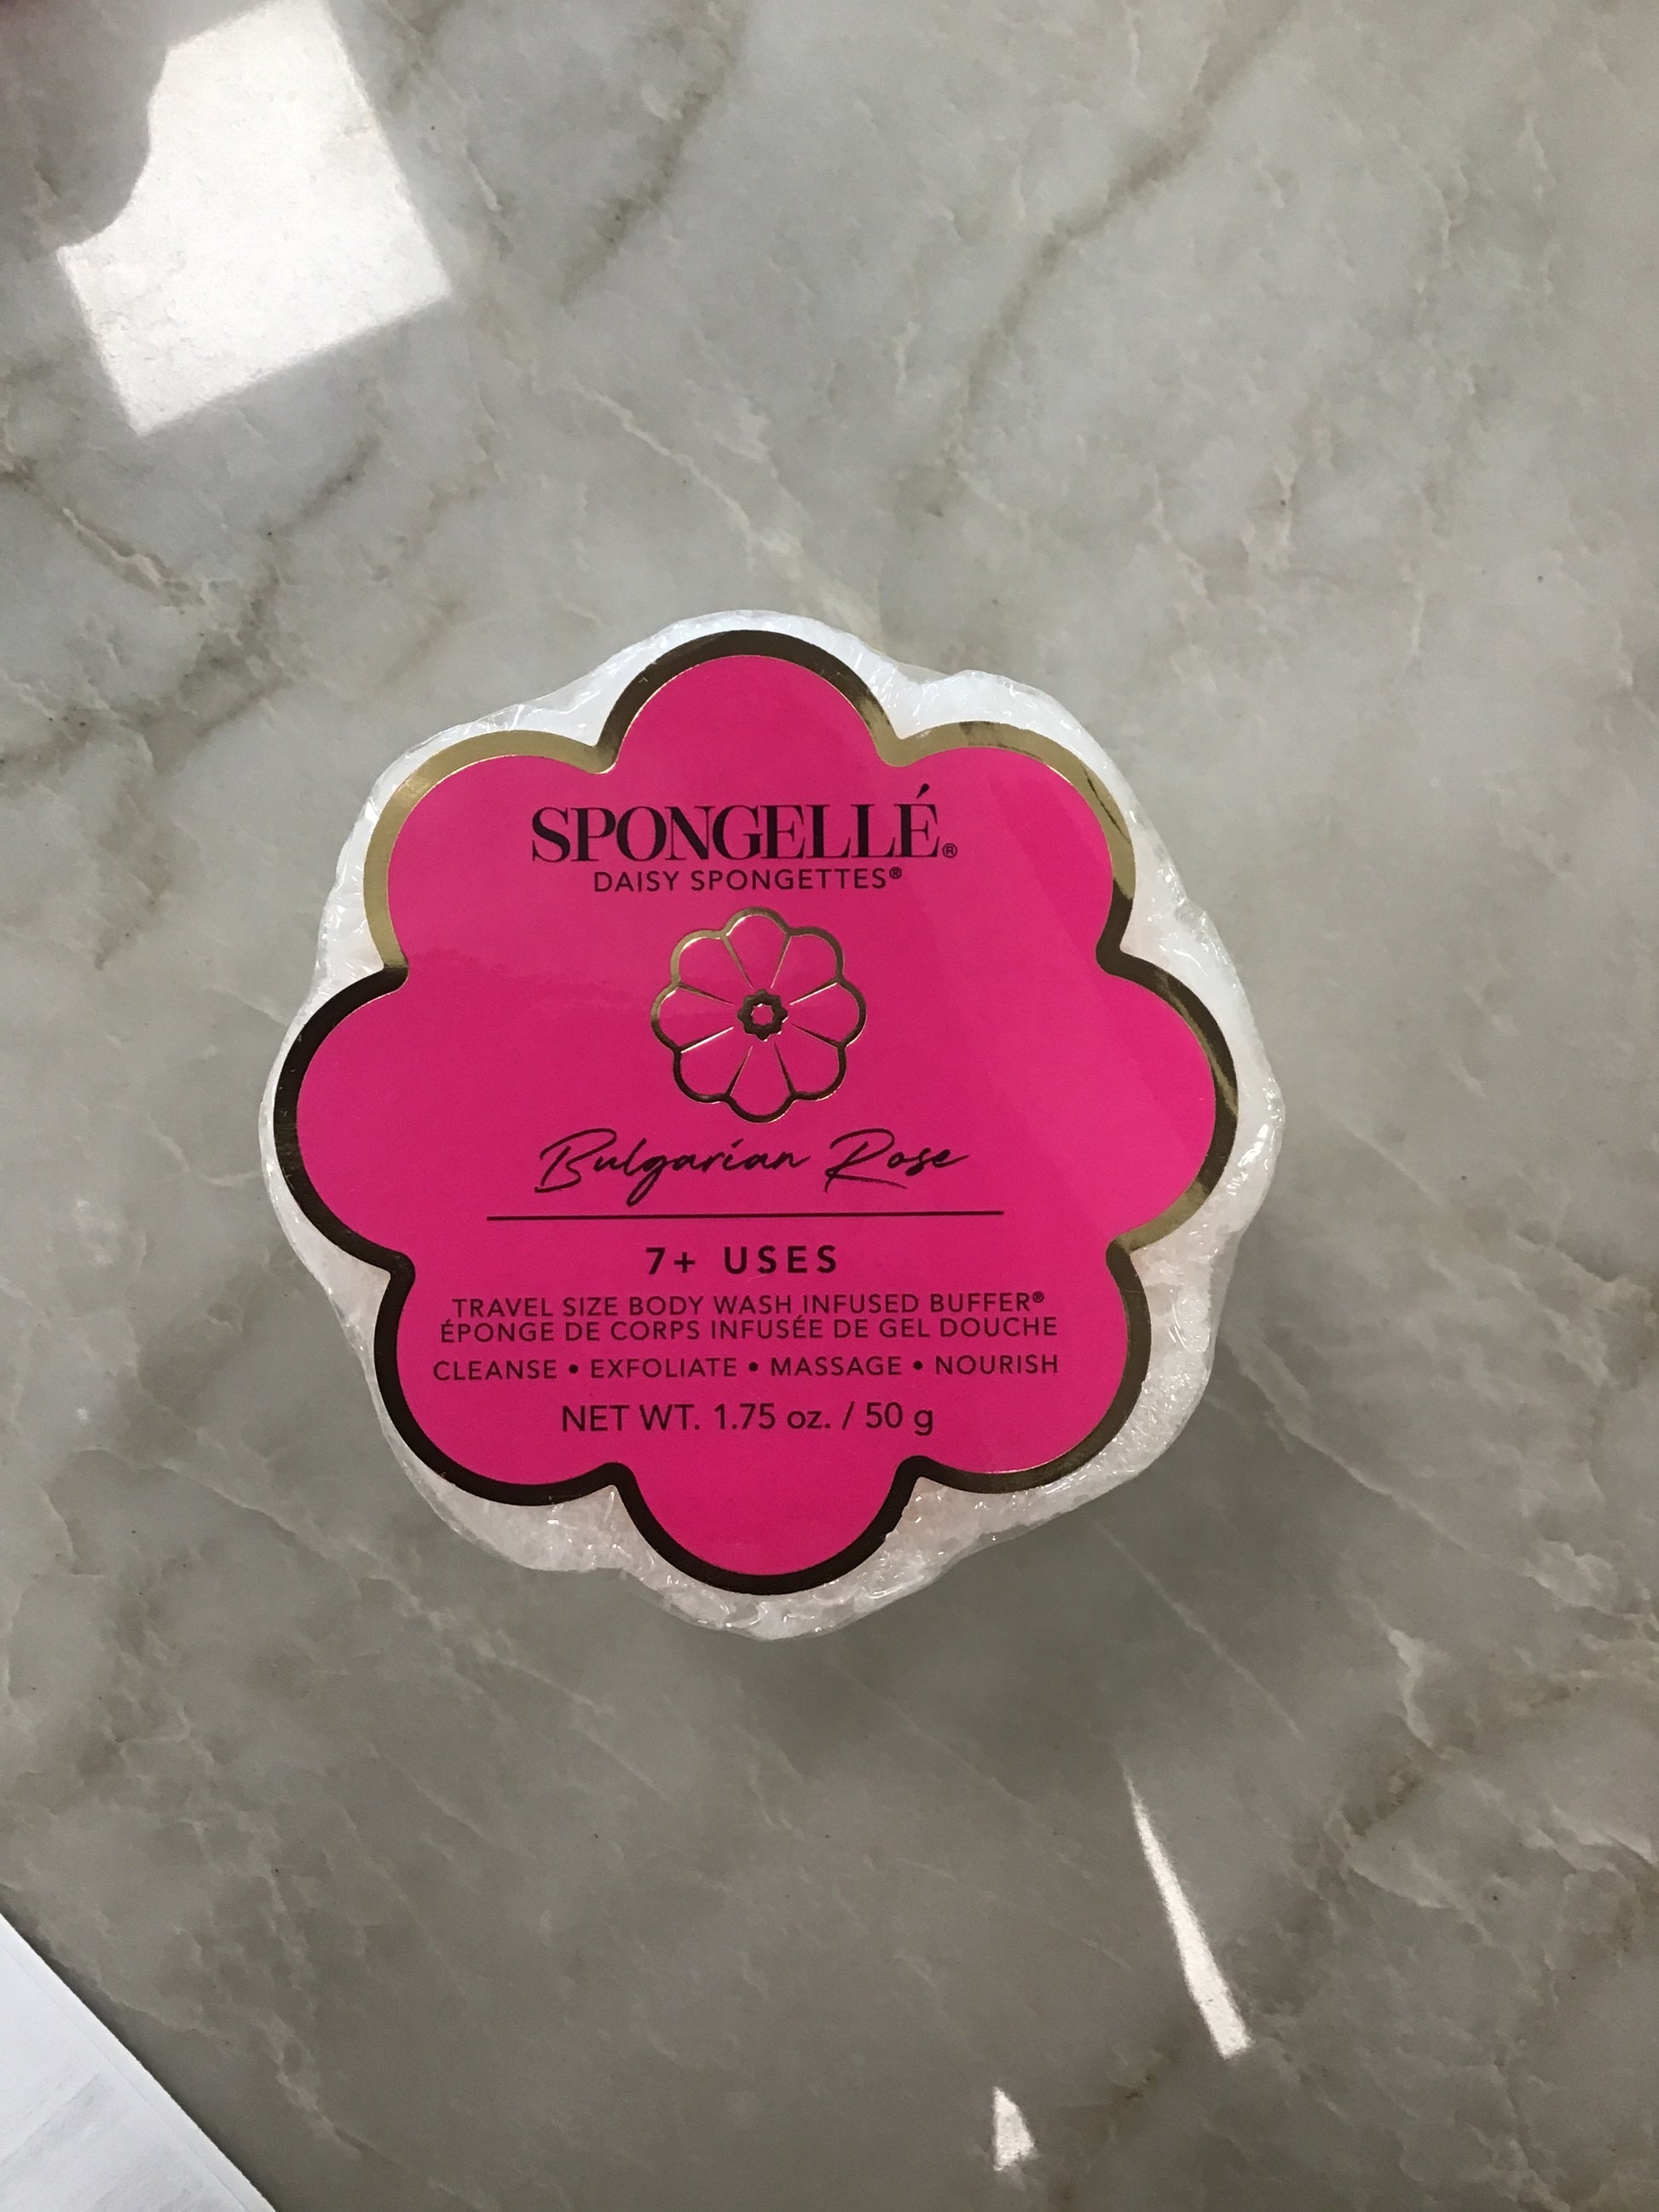 SPONGELLÉ®
DAISY SPONGETTES®
Bulgarian Rose
7+ USES
TRAVEL SIZE BODY WASH INFUSED BUFFER®
ÉPONGE DE CORPS INFUSÉE DE GEL DOUCHE
CLEANSE • EXFOLIATE • MASSAGE • NOURISH
NET WT. 1.75 oz. / 50 g